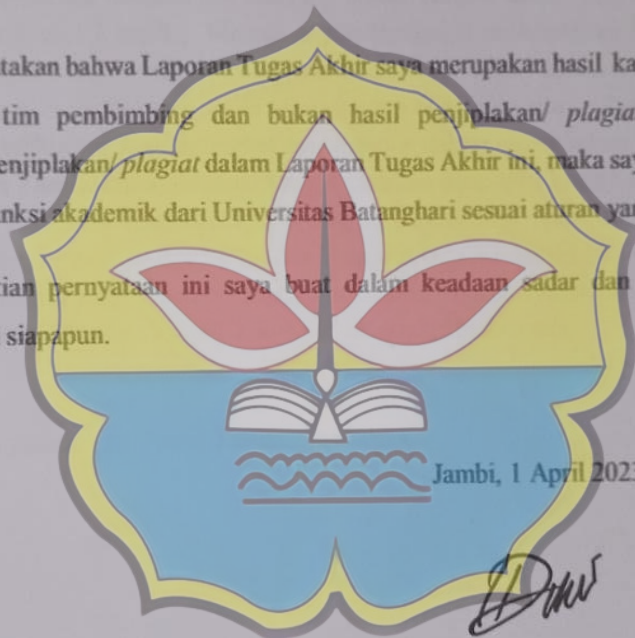 takan bahwa Laporan Tugas Akhir saya merupakan hasil ka
tim pembimbing dan bukan hasil penjiplakan/ plagia
enjiplakan/ plagiat dalam Laporan Tugas Akhir ini, maka say
nksi akademik dari Universitas Batanghari sesuai aturan yan
ian pernyataan ini saya buat dalam keadaan sadar dan
siapapun.
Jambi, 1 April 2023